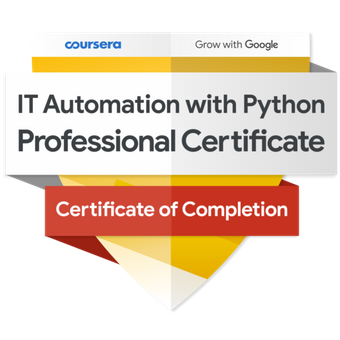 coursera Grow with Google
IT Automation with Python
Professional Certificate
Certificate of Completion